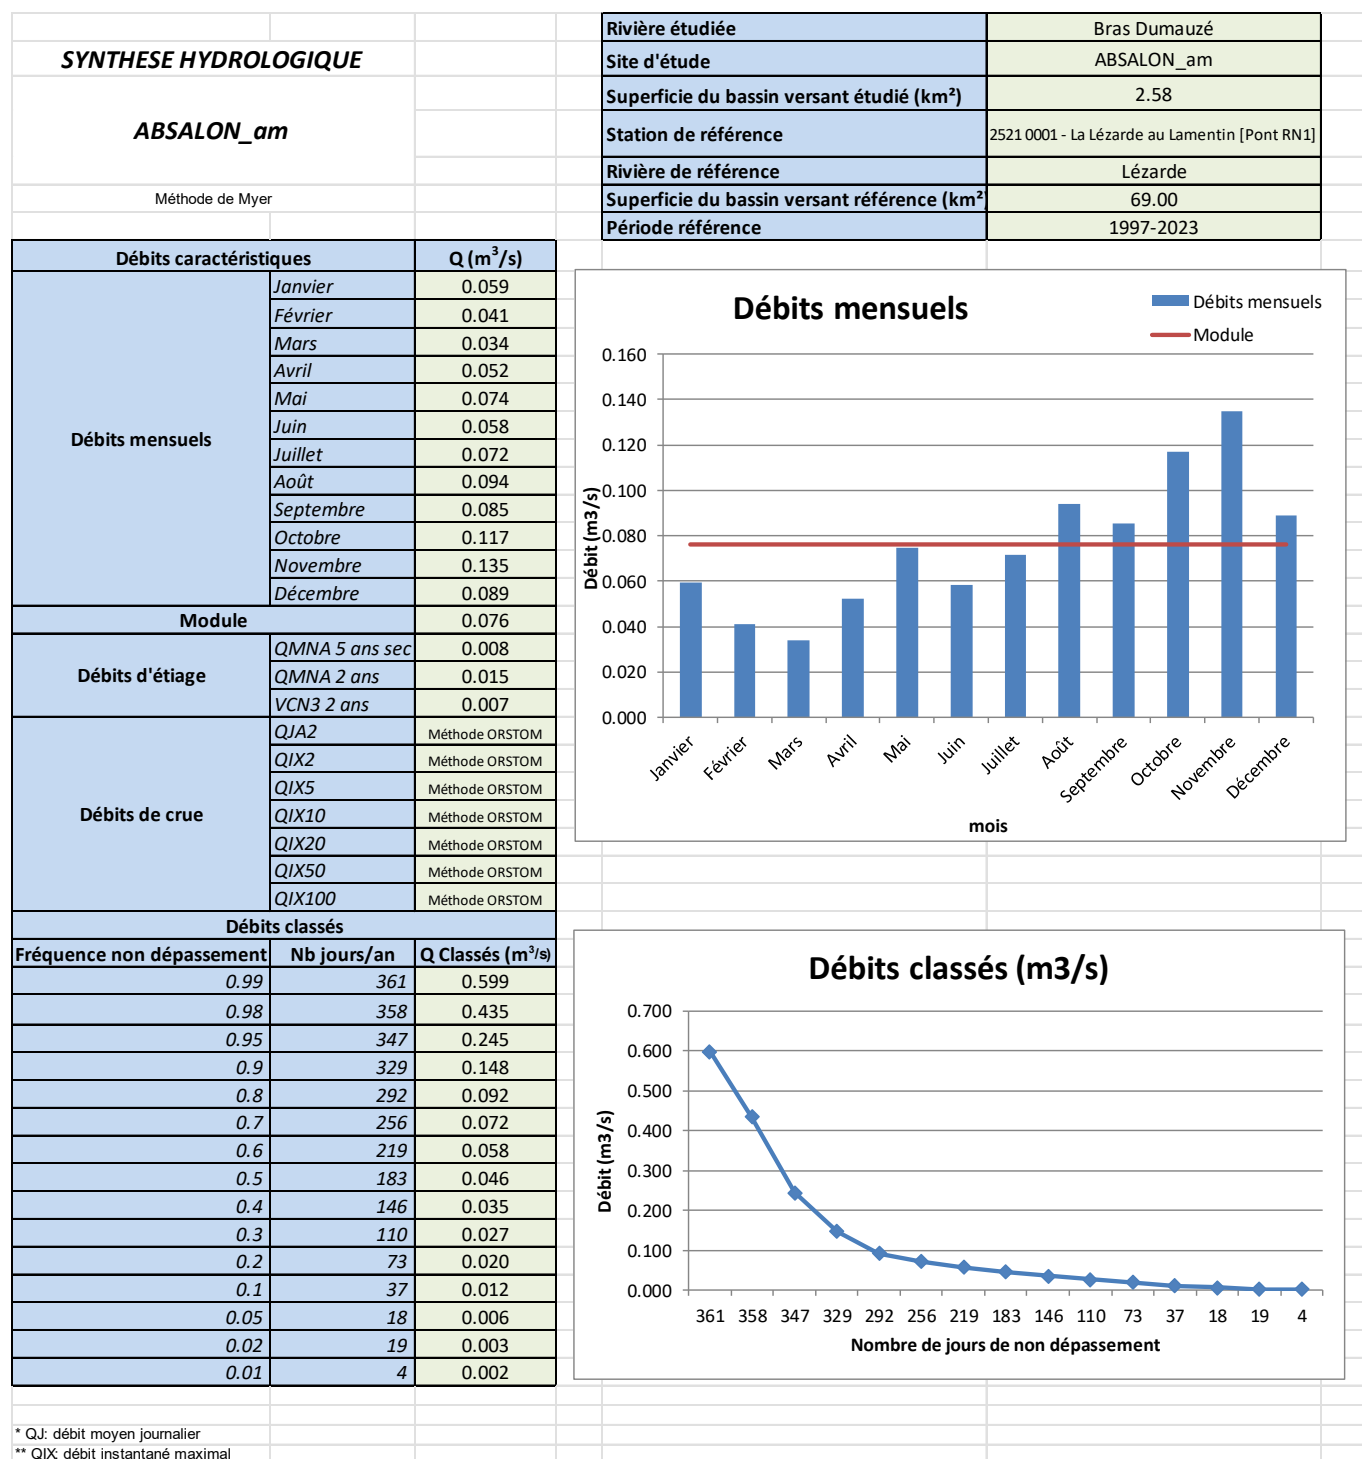 SYNTHESE HYDROLOGIQUE
ABSALON_am
Méthode de Myer
Rivière étudiée Bras Dumauzé
Site d'étude ABSALON_am
Superficie du bassin versant étudié (km²) 2.58
Station de référence 2521 0001 - La Lézarde au Lamentin [Pont RN1]
Rivière de référence Lézarde
Superficie du bassin versant référence (km² 69.00
Période référence 1997-2023
Débits caractéristiques Q (m³/s)
Débits mensuels
Janvier 0.059
Février 0.041
Mars 0.034
Avril 0.052
Mai 0.074
Juin 0.058
Juillet 0.072
Août 0.094
Septembre 0.085
Octobre 0.117
Novembre 0.135
Décembre 0.089
Module 0.076
Débits d'étiage
QMNA 5 ans sec 0.008
QMNA 2 ans 0.015
VCN3 2 ans 0.007
Débits de crue
QJA2 Méthode ORSTOM
QIX2 Méthode ORSTOM
QIX5 Méthode ORSTOM
QIX10 Méthode ORSTOM
QIX20 Méthode ORSTOM
QIX50 Méthode ORSTOM
QIX100 Méthode ORSTOM
Débits classés
Fréquence non dépassement Nb jours/an Q Classés (m³/s)
0.99 361 0.599
0.98 358 0.435
0.95 347 0.245
0.9 329 0.148
0.8 292 0.092
0.7 256 0.072
0.6 219 0.058
0.5 183 0.046
0.4 146 0.035
0.3 110 0.027
0.2 73 0.020
0.1 37 0.012
0.05 18 0.006
0.02 19 0.003
0.01 4 0.002
* QJ: débit moyen journalier
** QIX: débit instantané maximal
Débits mensuels
Débits mensuels
Module
Débit (m3/s)
0.160
0.140
0.120
0.100
0.080
0.060
0.040
0.020
0.000
Janvier Février Mars Avril Mai Juin Juillet Août Septembre Octobre Novembre Décembre
mois
Débits classés (m3/s)
Débit (m3/s)
0.700
0.600
0.500
0.400
0.300
0.200
0.100
0.000
361 358 347 329 292 256 219 183 146 110 73 37 18 19 4
Nombre de jours de non dépassement